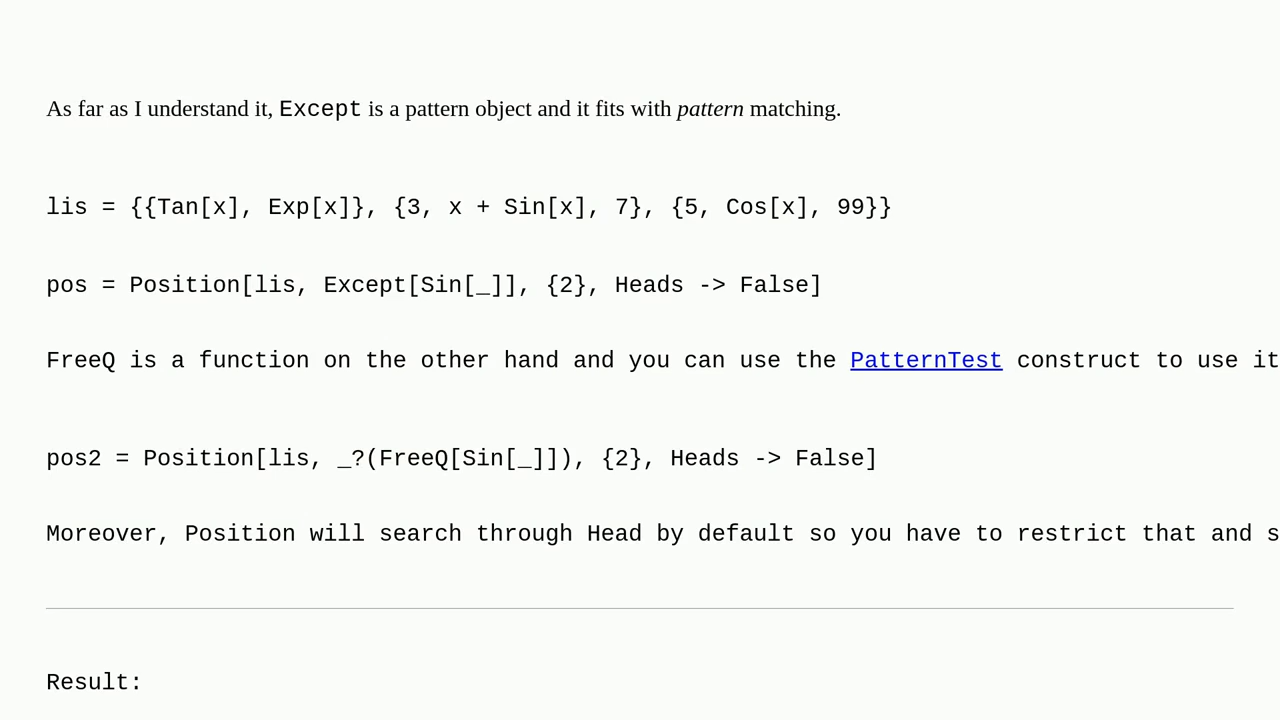 As far as I understand it, Except is a pattern object and it fits with pattern matching.
lis = {{Tan[x], Exp[x]}, {3, x + Sin[x], 7}, {5, Cos[x], 99}}
pos = Position[lis, Except[Sin[_]], {2}, Heads -> False]
FreeQ is a function on the other hand and you can use the PatternTest construct to use it
pos2 = Position[lis, _?(FreeQ[Sin[_]]), {2}, Heads -> False]
Moreover, Position will search through Head by default so you have to restrict that and s
Result: